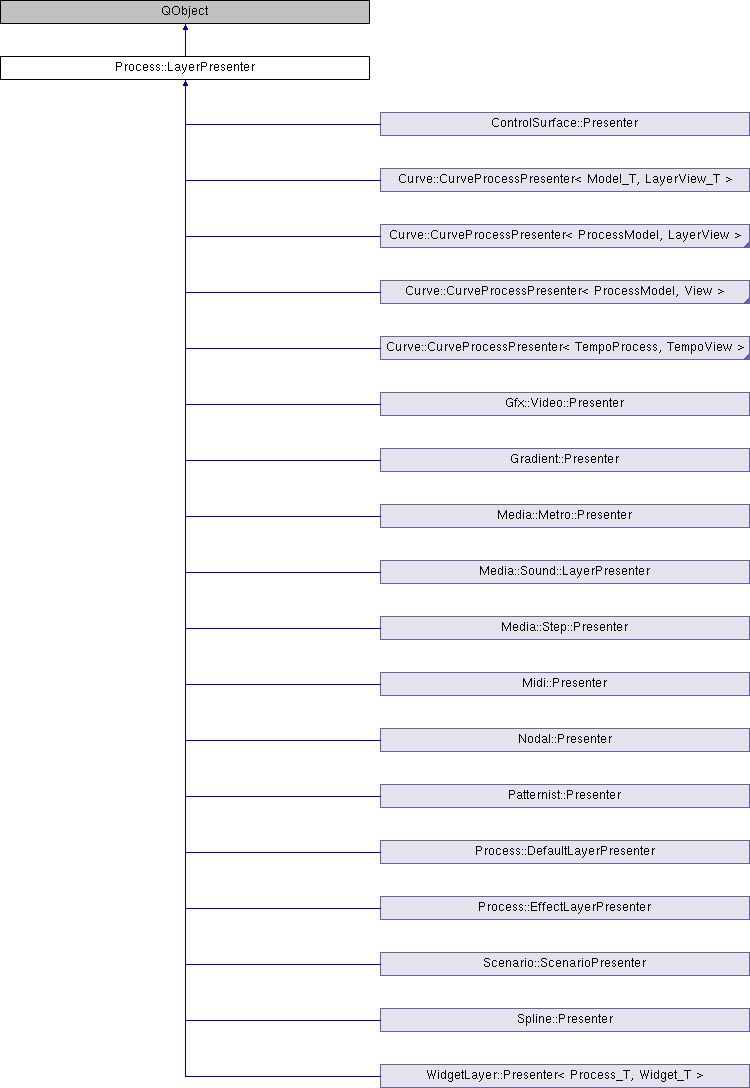 QObject
Process::LayerPresenter
ControlSurface::Presenter
Curve::CurveProcessPresenter< Model_T, LayerView_T >
Curve::CurveProcessPresenter< ProcessModel, LayerView >
Curve::CurveProcessPresenter< ProcessModel, View >
Curve::CurveProcessPresenter< TempoProcess, TempoView >
Gfx::Video::Presenter
Gradient::Presenter
Media::Metro::Presenter
Media::Sound::LayerPresenter
Media::Step::Presenter
Midi::Presenter
Nodal::Presenter
Patternist::Presenter
Process::DefaultLayerPresenter
Process::EffectLayerPresenter
Scenario::ScenarioPresenter
Spline::Presenter
WidgetLayer::Presenter< Process_T, Widget_T >